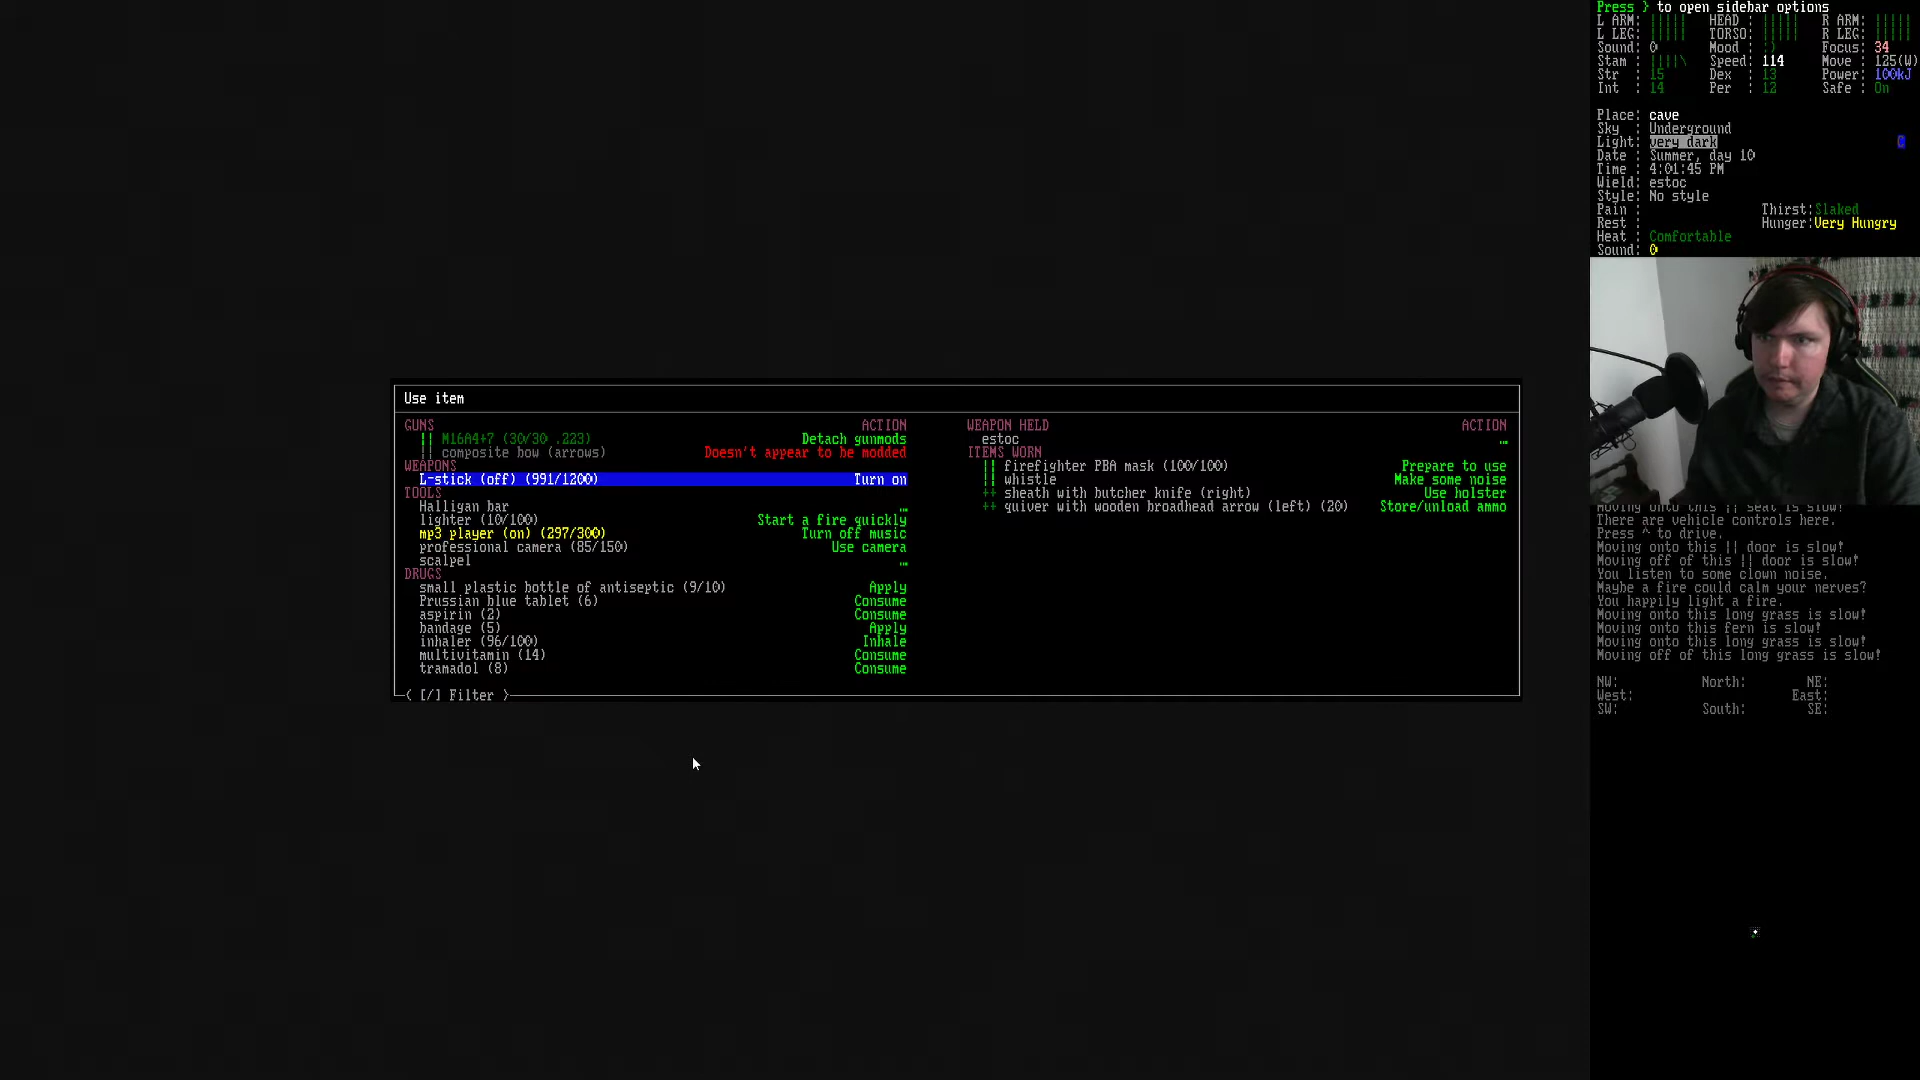 Press } to open sidebar options
L ARM: ||||| HEAD : ||||| R ARM: |||||
L LEG: ||||| TORSO: ||||| R LEG: |||||
Sound: 0 Mood : :) Focus: 34
Stam : ||||\ Speed: 114 Move : 125(W)
Str : 15 Dex : 13 Power: 100kJ
Int : 14 Per : 12 Safe : On
Place: cave
Sky : Underground
Light: very dark
Date : Summer, day 10
Time : 4:01:45 PM
Wield: estoc
Style: No style
Pain : Thirst: Slaked
Rest : Hunger: Very Hungry
Heat : Comfortable
Sound: 0
Use item
GUNS ACTION
|| M16A4+7 (30/30 .223) Detach gunmods
|| composite bow (arrows) Doesn't appear to be modded
WEAPONS
L-stick (off) (991/1200) Turn on
TOOLS
Halligan bar …
lighter (10/100) Start a fire quickly
mp3 player (on) (297/300) Turn off music
professional camera (85/150) Use camera
scalpel …
DRUGS
small plastic bottle of antiseptic (9/10) Apply
Prussian blue tablet (6) Consume
aspirin (2) Consume
bandage (5) Apply
inhaler (96/100) Inhale
multivitamin (14) Consume
tramadol (8) Consume
( [/] Filter )
WEAPON HELD ACTION
estoc …
ITEMS WORN
|| firefighter PBA mask (100/100) Prepare to use
|| whistle Make some noise
++ sheath with butcher knife (right) Use holster
++ quiver with wooden broadhead arrow (left) (20) Store/unload ammo
Moving onto this || seat is slow!
There are vehicle controls here.
Press ^ to drive.
Moving onto this || door is slow!
Moving off of this || door is slow!
You listen to some clown noise.
Maybe a fire could calm your nerves?
You happily light a fire.
Moving onto this long grass is slow!
Moving onto this fern is slow!
Moving onto this long grass is slow!
Moving off of this long grass is slow!
NW: North: NE:
West: East:
SW: South: SE: